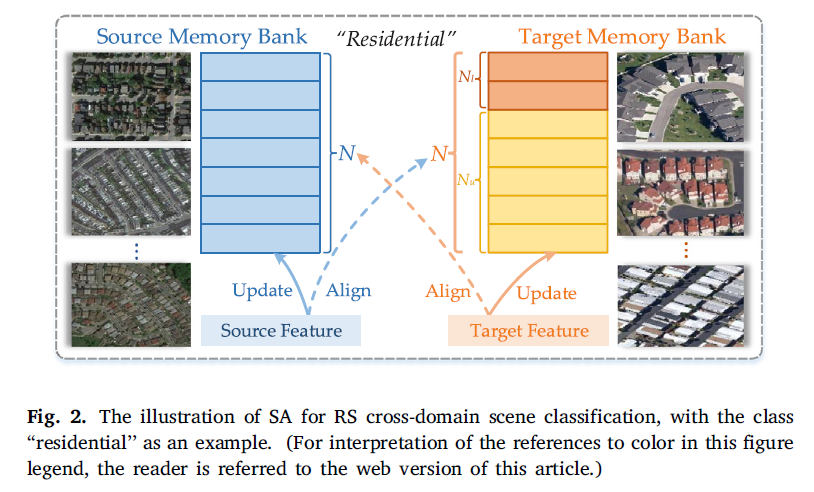 Source Memory Bank
“Residential”
Target Memory Bank
N
N
Nl
Nu
Update
Align
Align
Update
Source Feature
Target Feature
Fig. 2. The illustration of SA for RS cross-domain scene classification, with the class
“residential” as an example. (For interpretation of the references to color in this figure
legend, the reader is referred to the web version of this article.)